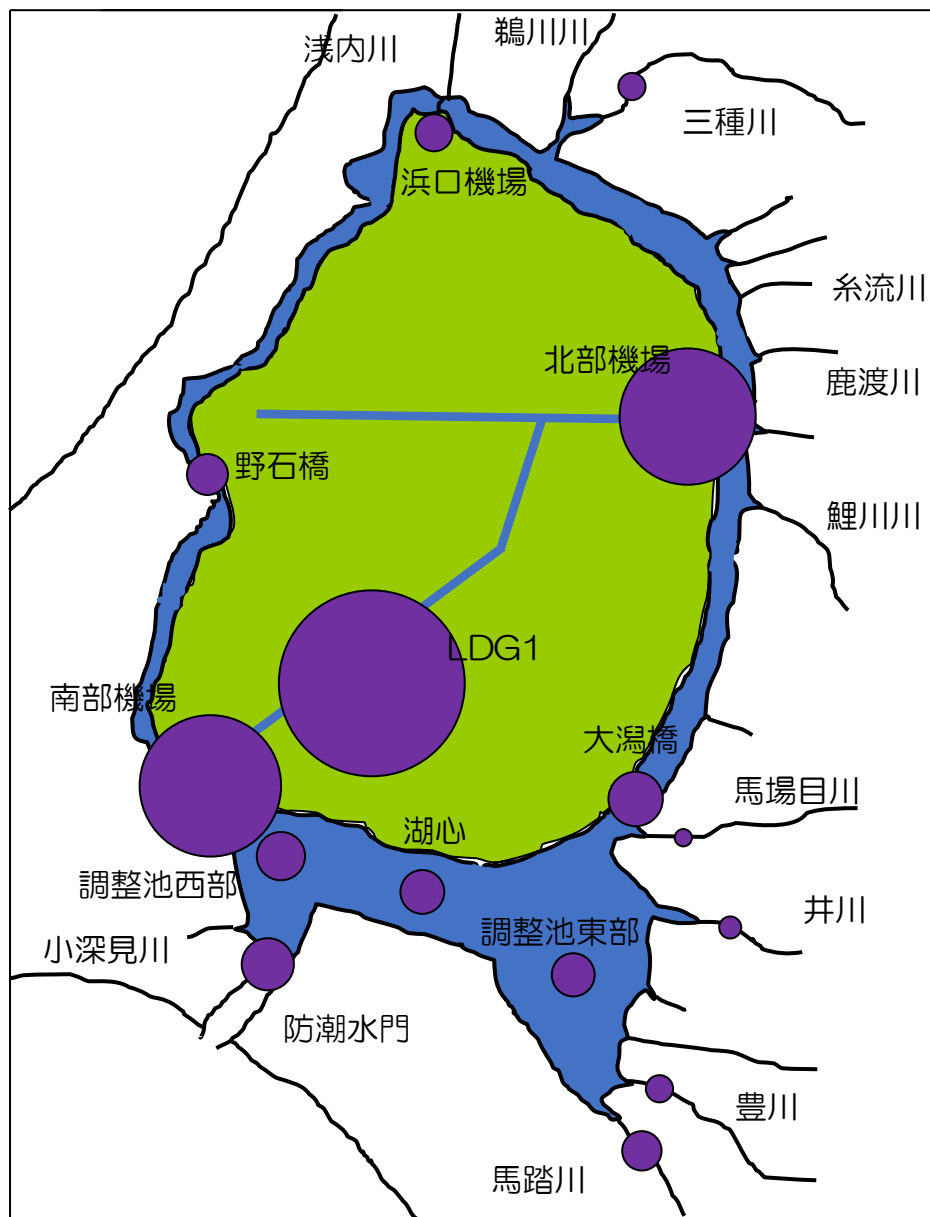 浅内川
鵜川川
三種川
浜口機場
糸流川
北部機場
鹿渡川
野石橋
鯉川川
LDG1
南部機場
大潟橋
馬場目川
湖心
調整池西部
井川
調整池東部
小深見川
防潮水門
豊川
馬踏川